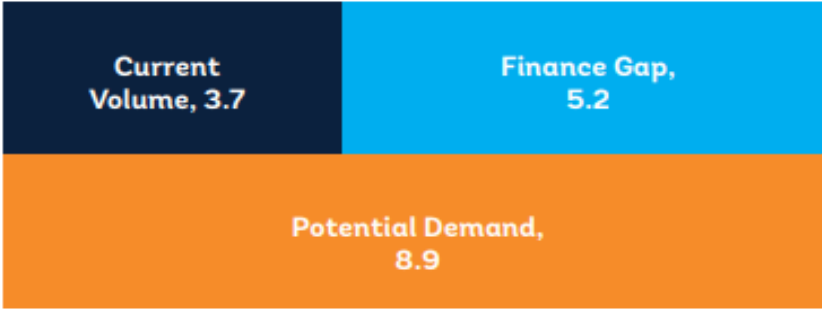 Current
Volume, 3.7
Finance Gap,
5.2
Potential Demand,
8.9